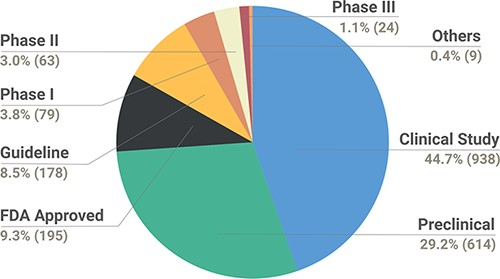 Phase III
1.1% (24)
Phase II
3.0% (63)
Others
0.4% (9)
Phase I
3.8% (79)
Clinical Study
44.7% (938)
Guideline
8.5% (178)
FDA Approved
9.3% (195)
Preclinical
29.2% (614)